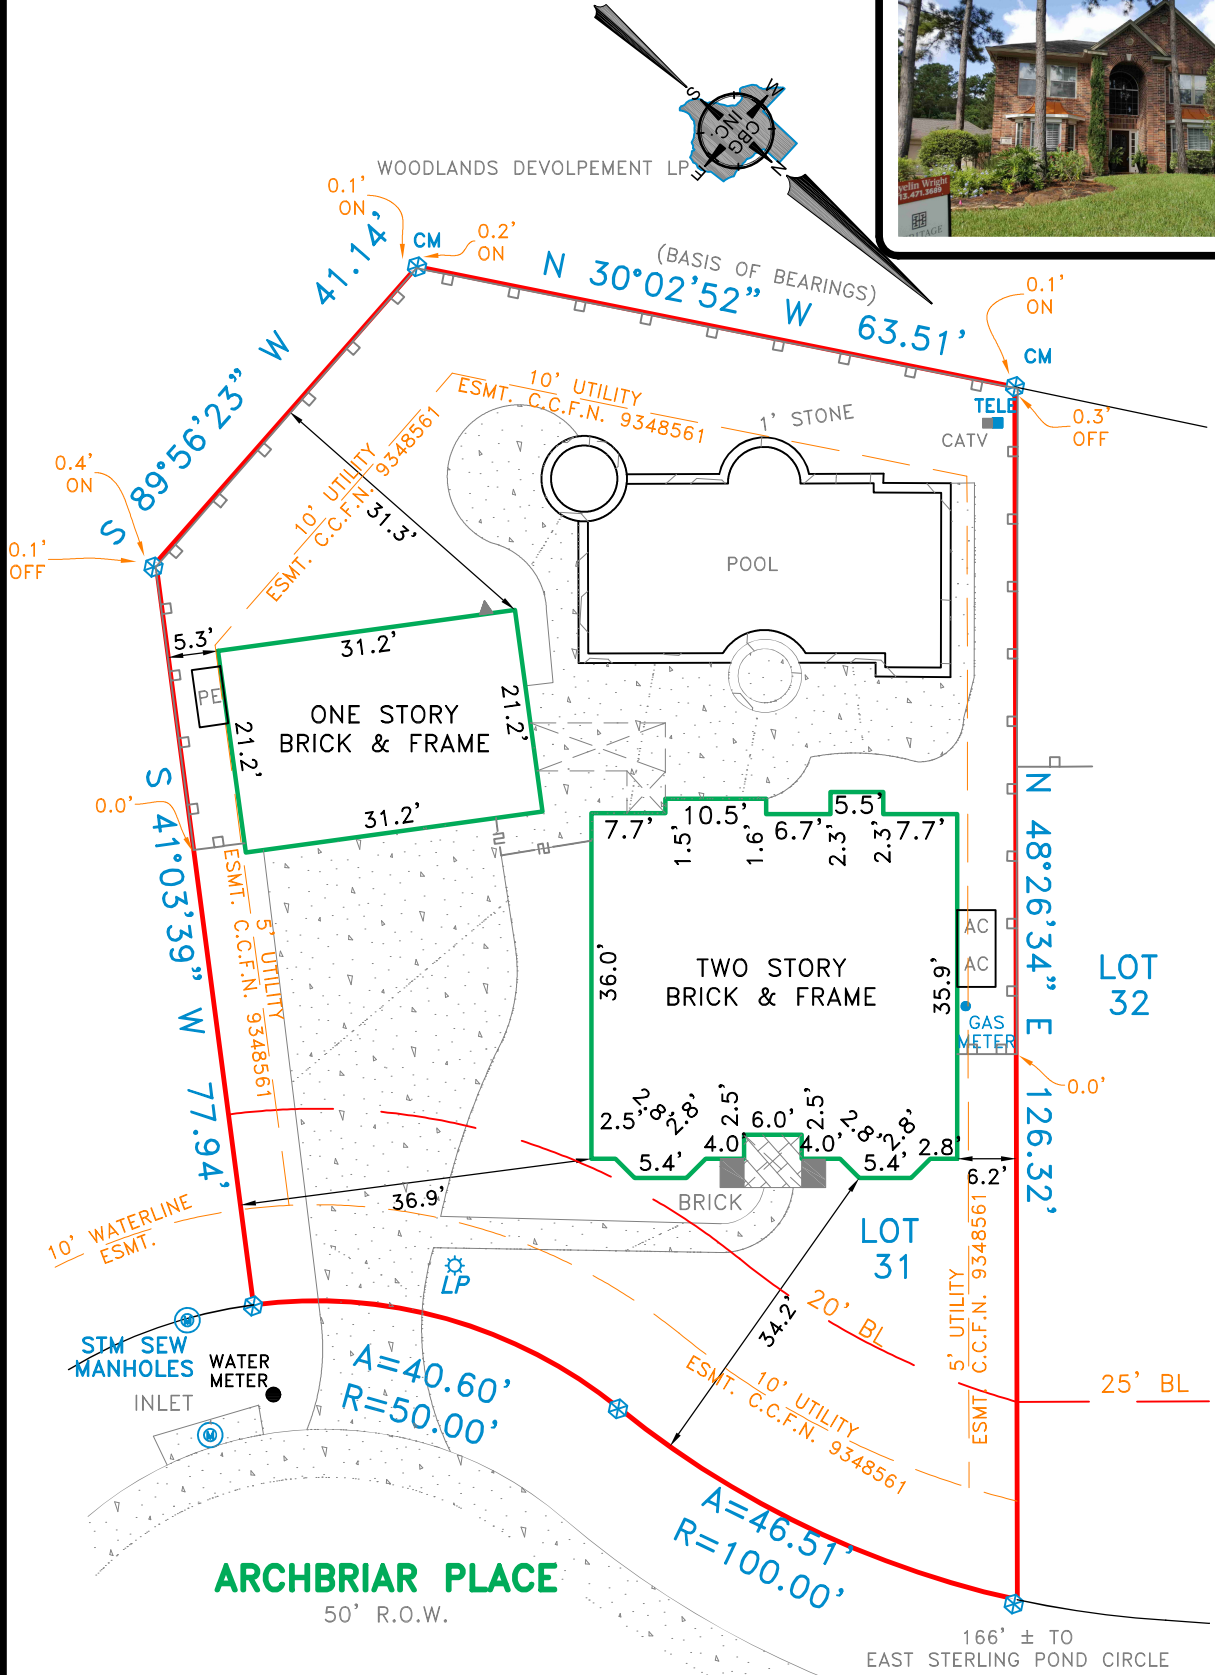 S
W
CBG
INC.
E
N
WOODLANDS DEVOLPEMENT LP
0.1'
ON
CM
0.2'
ON
(BASIS OF BEARINGS)
N 30°02'52" W 63.51'
0.1'
ON
CM
0.3'
OFF
TELE
CATV
S 89°56'23" W 41.14'
0.4'
ON
0.1'
OFF
10' UTILITY
ESMT. C.C.F.N. 9348561
10' UTILITY
ESMT. C.C.F.N. 9348561
1' STONE
31.3'
POOL
5.3'
31.2'
PE
21.2'
ONE STORY
BRICK & FRAME
21.2'
31.2'
0.0'
S 41°03'39" W 77.94'
5' UTILITY
ESMT. C.C.F.N. 9348561
7.7'
10.5'
1.5'
1.6'
6.7'
5.5'
2.3'
2.3'
7.7'
36.0'
TWO STORY
BRICK & FRAME
35.9'
AC
AC
GAS
METER
N 48°26'34" E 126.32'
LOT
32
0.0'
2.5'
2.8'
2.8'
2.5'
6.0'
2.5'
2.8'
2.8'
2.8'
5.4'
4.0'
4.0'
5.4'
6.2'
36.9'
BRICK
10' WATERLINE
ESMT.
LOT
31
LP
34.2'
20' BL
5' UTILITY
ESMT. C.C.F.N. 9348561
25' BL
10' UTILITY
ESMT. C.C.F.N. 9348561
STM SEW
MANHOLES
WATER
METER
INLET
M
A=40.60'
R=50.00'
A=46.51'
R=100.00'
ARCHBRIAR PLACE
50' R.O.W.
166' ± TO
EAST STERLING POND CIRCLE